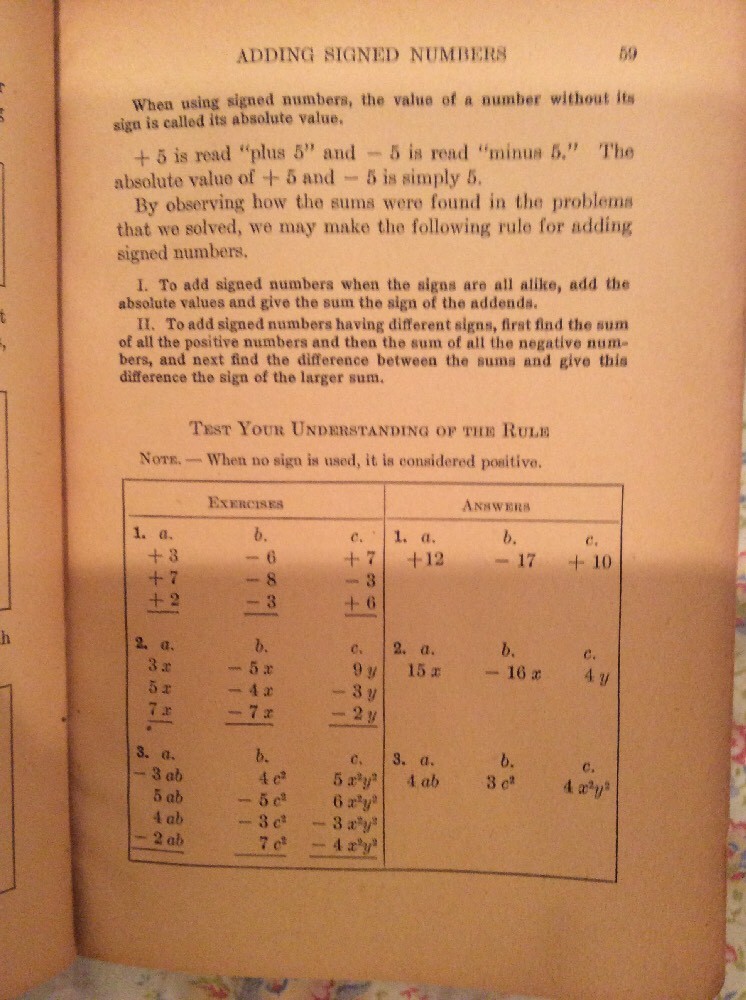 ADDING SIGNED NUMBERS 59
When using signed numbers, the value of a number without its
sign is called its absolute value.
+ 5 is read "plus 5" and − 5 is read "minus 5." The
absolute value of + 5 and − 5 is simply 5.
By observing how the sums were found in the problems
that we solved, we may make the following rule for adding
signed numbers.
I. To add signed numbers when the signs are all alike, add the
absolute values and give the sum the sign of the addends.
II. To add signed numbers having different signs, first find the sum
of all the positive numbers and then the sum of all the negative num-
bers, and next find the difference between the sums and give this
difference the sign of the larger sum.
TEST YOUR UNDERSTANDING OF THE RULE
NOTE. — When no sign is used, it is considered positive.
EXERCISES ANSWERS
1. a. b. c. 1. a. b. c.
+ 3 − 6 + 7 +12 − 17 + 10
+ 7 − 8 − 3
+ 2 − 3 + 6
2. a. b. c. 2. a. b. c.
3 x − 5 x 9 y 15 x − 16 x 4 y
5 x − 4 x − 3 y
7 x − 7 x − 2 y
3. a. b. c. 3. a. b. c.
− 3 ab 4 c² 5 x²y² 4 ab 3 c² 4 x²y²
5 ab − 5 c² 6 x²y²
4 ab − 3 c² − 3 x²y²
− 2 ab 7 c² − 4 x²y²